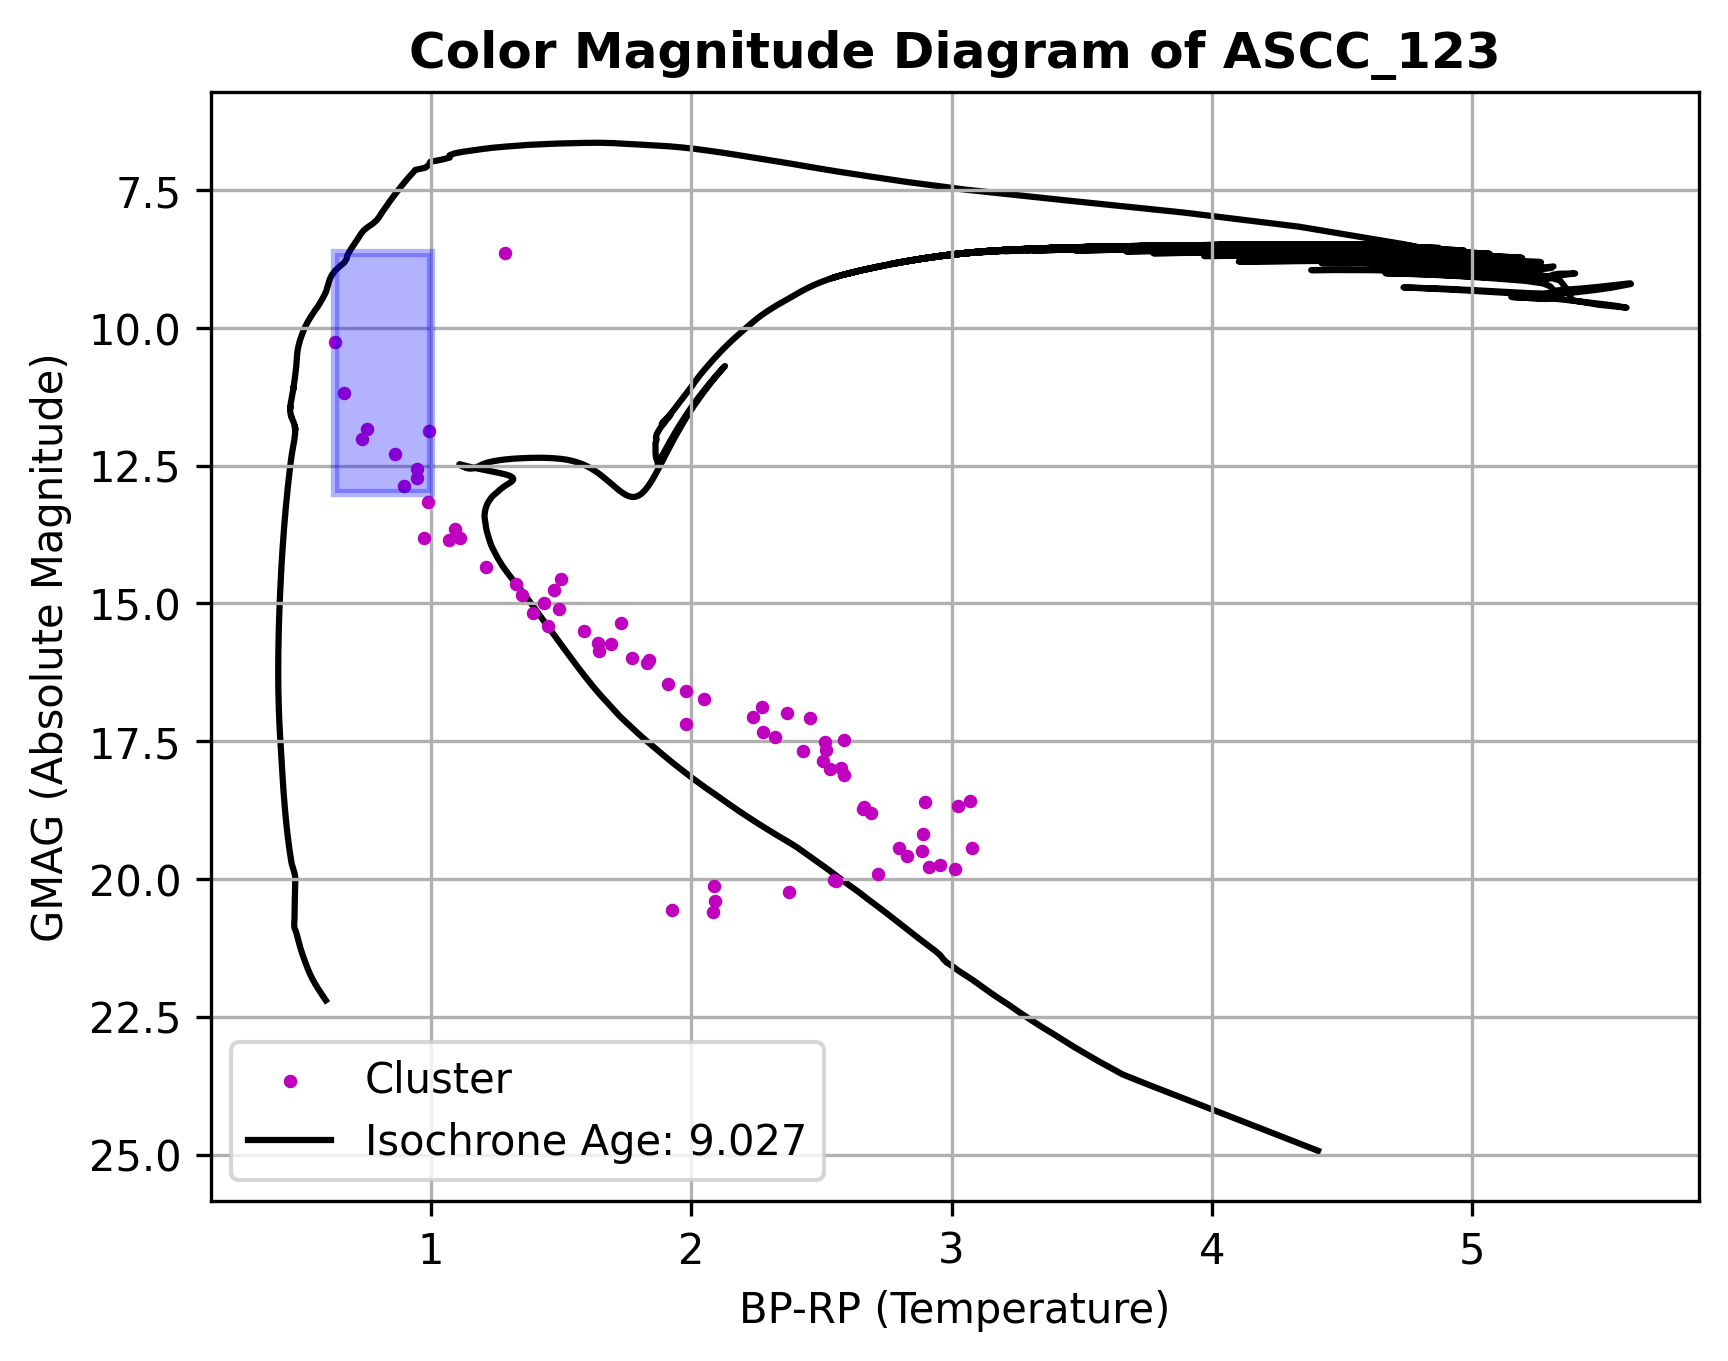 Color Magnitude Diagram of ASCC_123
GMAG (Absolute Magnitude)
7.5
10.0
12.5
15.0
17.5
20.0
22.5
25.0
Cluster
Isochrone Age: 9.027
1 2 3 4 5
BP-RP (Temperature)